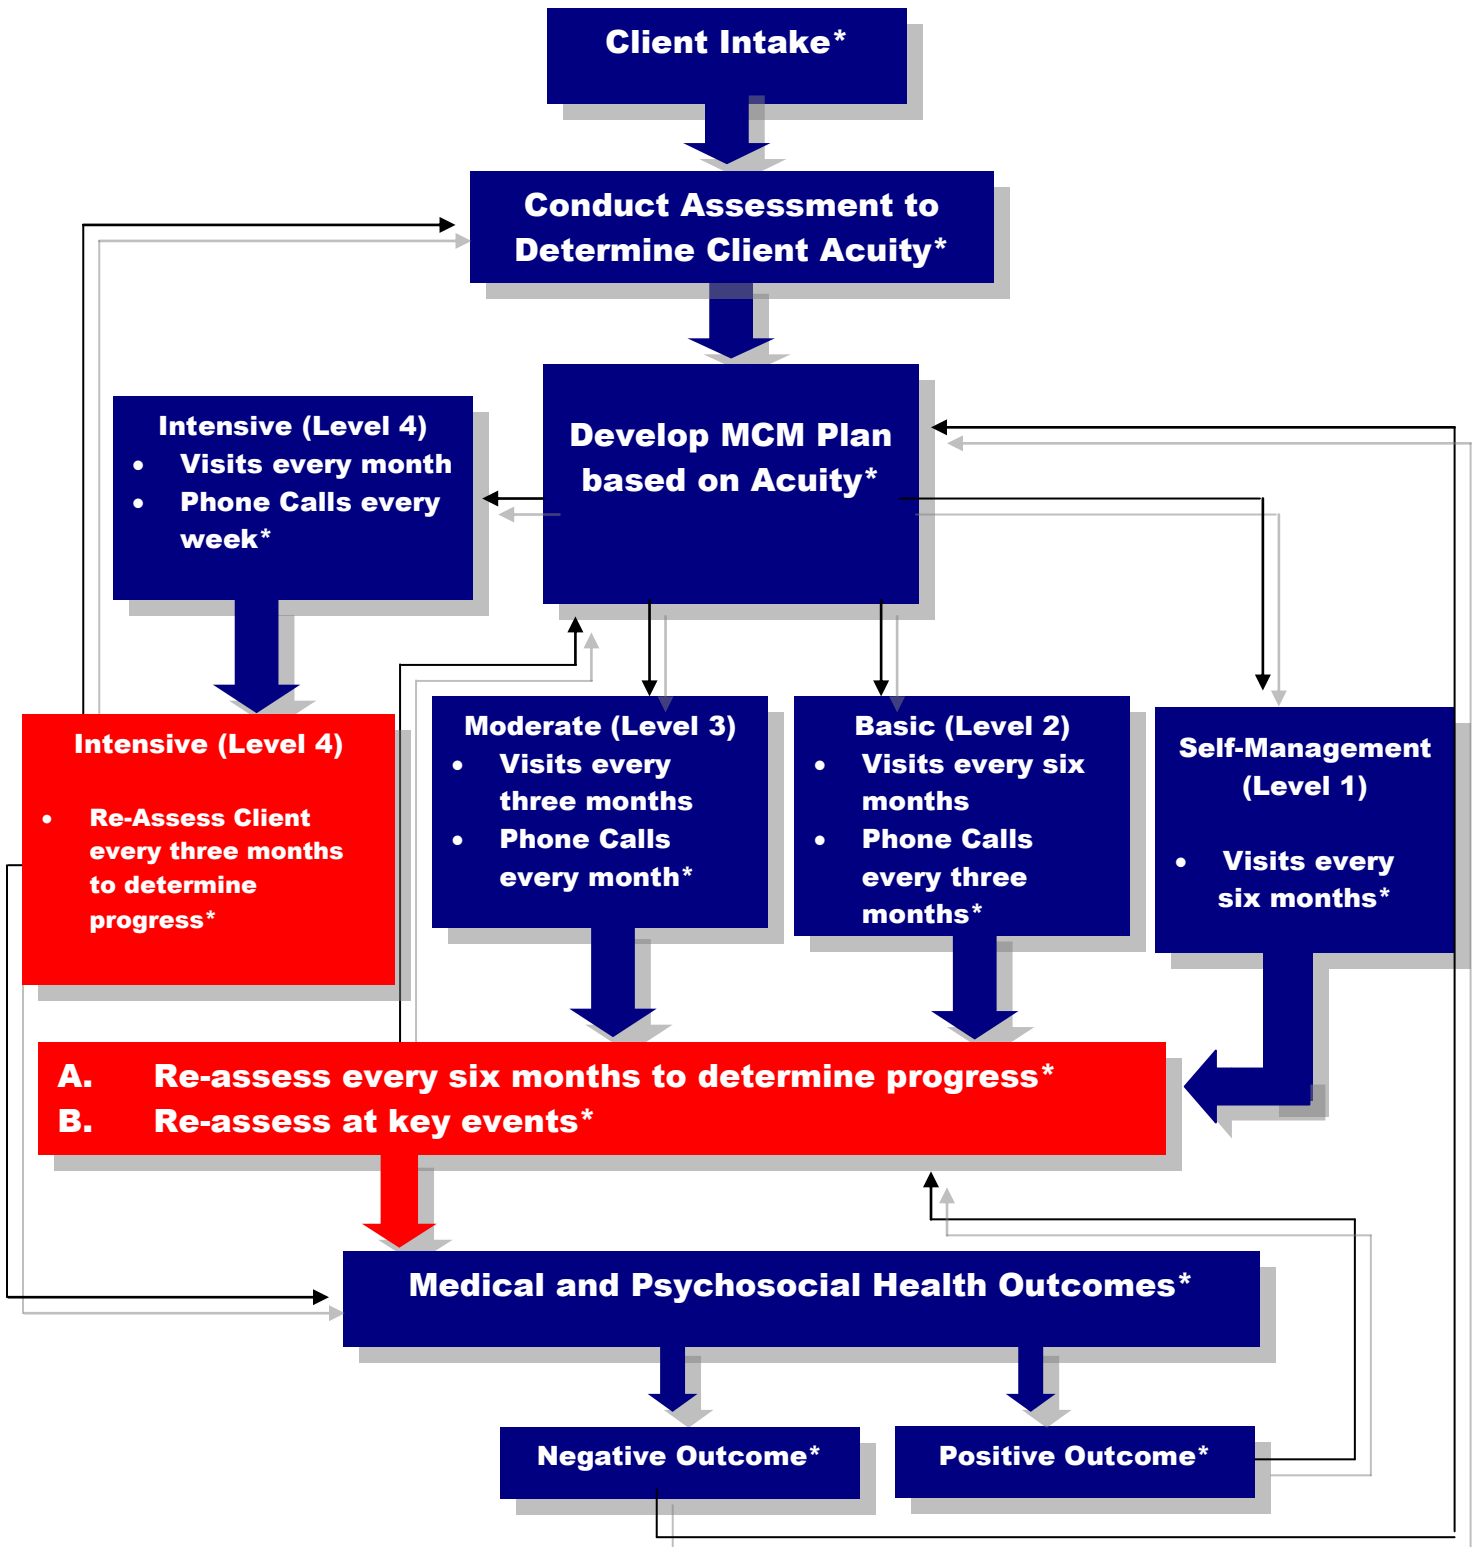 Client Intake*
Conduct Assessment to
Determine Client Acuity*
Develop MCM Plan
based on Acuity*
Intensive (Level 4)
• Visits every month
• Phone Calls every
week*
Intensive (Level 4)
• Re-Assess Client
every three months
to determine
progress*
Moderate (Level 3)
• Visits every
three months
• Phone Calls
every month*
Basic (Level 2)
• Visits every six
months
• Phone Calls
every three
months*
Self-Management
(Level 1)
• Visits every
six months*
A. Re-assess every six months to determine progress*
B. Re-assess at key events*
Medical and Psychosocial Health Outcomes*
Negative Outcome*
Positive Outcome*